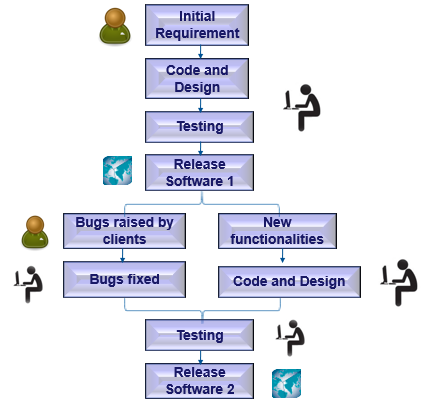 Initial
Requirement
Code and
Design
Testing
Release
Software 1
Bugs raised by
clients
New
functionalities
Bugs fixed
Code and Design
Testing
Release
Software 2